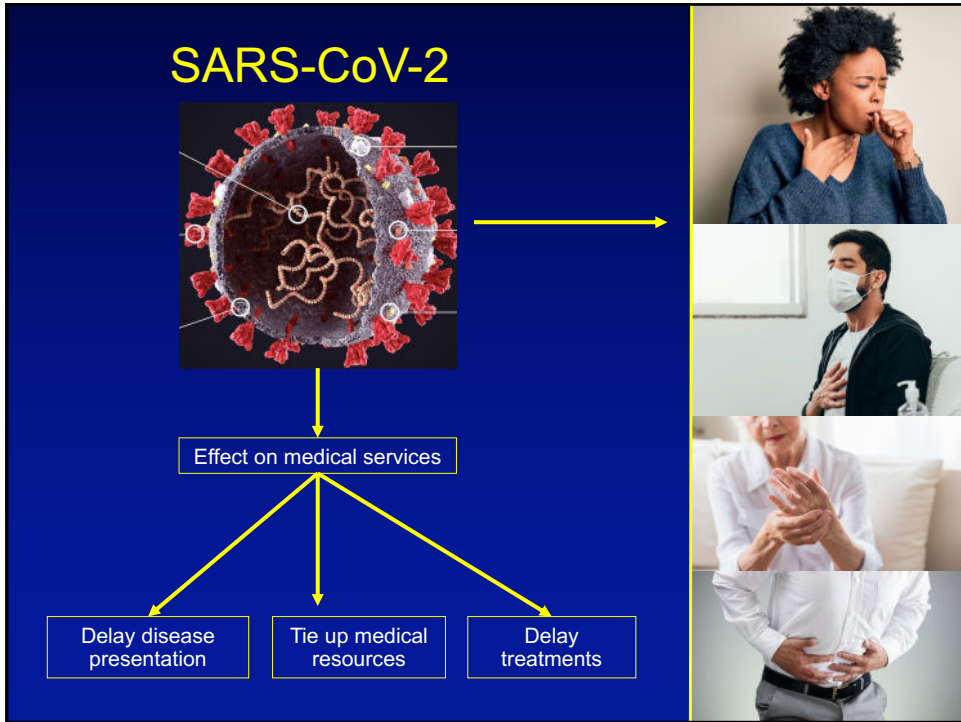 SARS-CoV-2
Effect on medical services
Delay disease
presentation
Tie up medical
resources
Delay
treatments